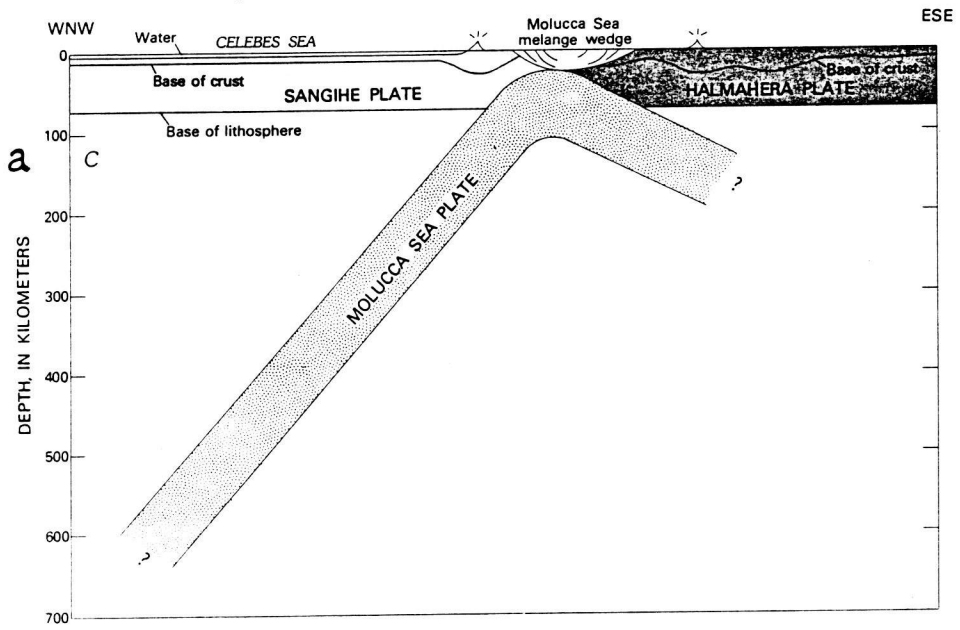 WNW
ESE
Water
CELEBES SEA
Molucca Sea
melange wedge
0
Base of crust
Base of crust
SANGIHE PLATE
HALMAHERA PLATE
Base of lithosphere
100
a
C
?
MOLUCCA SEA PLATE
200
300
DEPTH, IN KILOMETERS
400
500
600
?
700